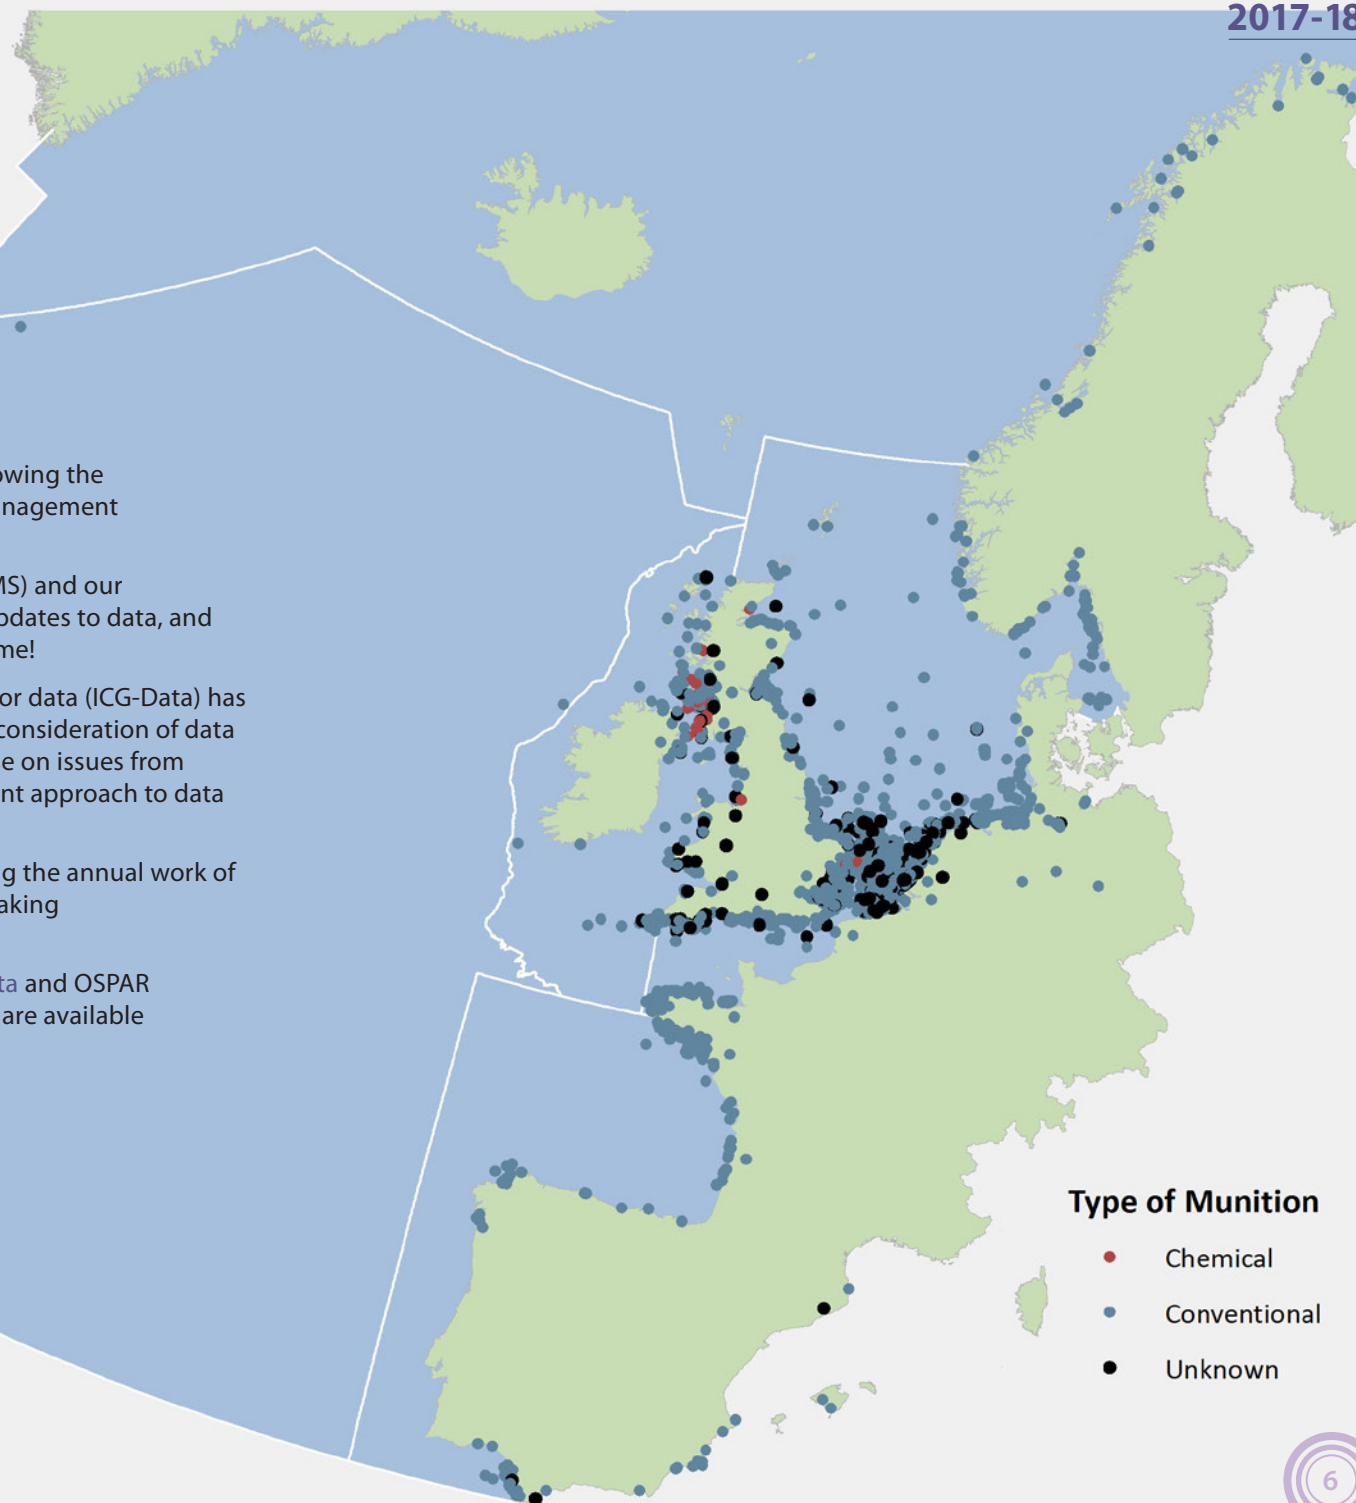 2017-18
owing the
nagement
MS) and our
pdates to data, and
me!
or data (ICG-Data) has
consideration of data
e on issues from
nt approach to data
g the annual work of
aking
ta and OSPAR
are available
Type of Munition
Chemical
Conventional
Unknown
6